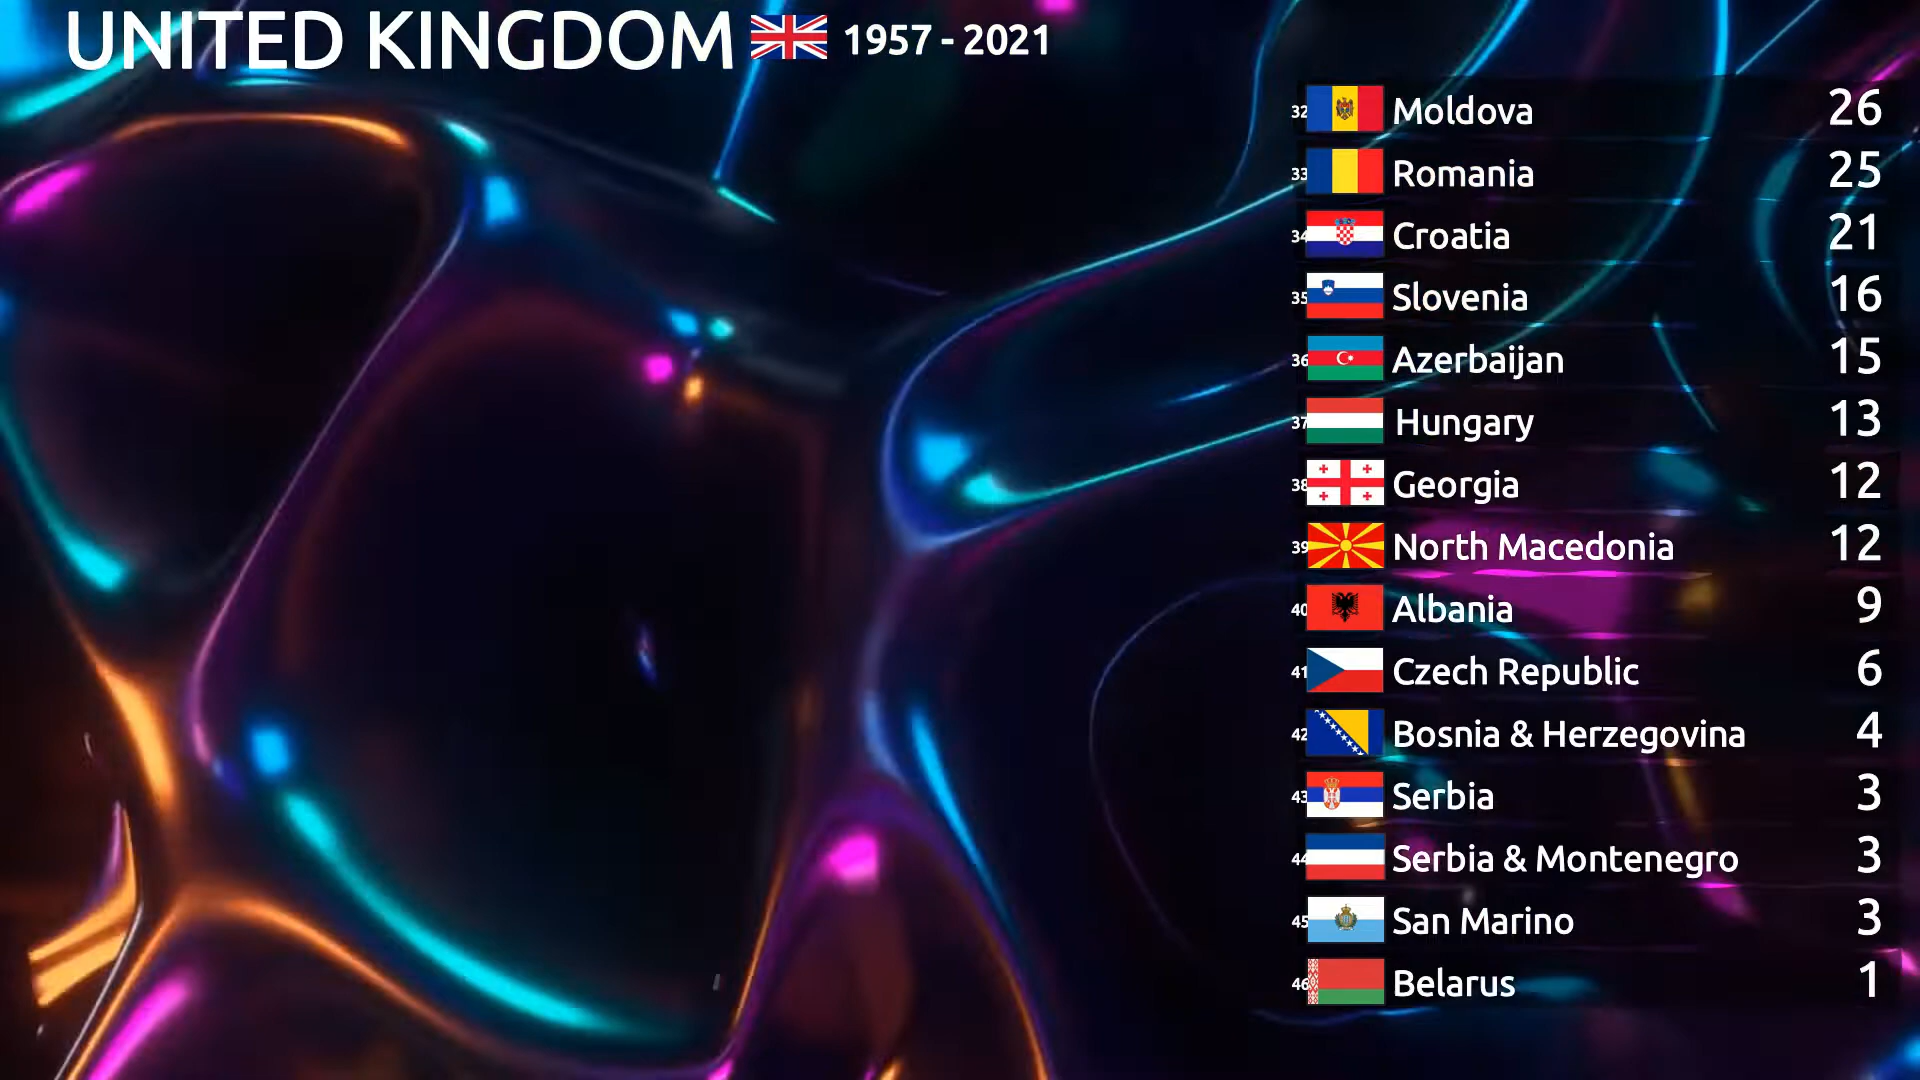 UNITED KINGDOM 1957 - 2021
32 Moldova 26
33 Romania 25
34 Croatia 21
35 Slovenia 16
36 Azerbaijan 15
37 Hungary 13
38 Georgia 12
39 North Macedonia 12
40 Albania 9
41 Czech Republic 6
42 Bosnia & Herzegovina 4
43 Serbia 3
44 Serbia & Montenegro 3
45 San Marino 3
46 Belarus 1